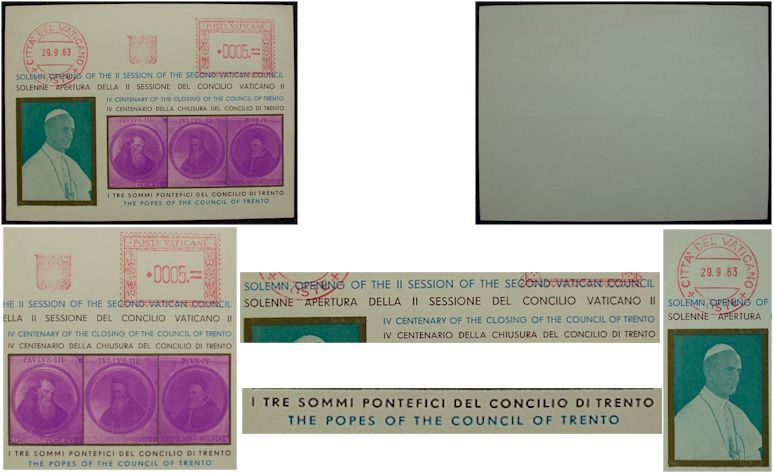 CITTÀ DEL VATICANO
29.9.63
POSTE VATICANE
0005
SOLEMN OPENING OF THE II SESSION OF THE SECOND VATICAN COUNCIL
SOLENNE APERTURA DELLA II SESSIONE DEL CONCILIO VATICANO II
IV CENTENARY OF THE CLOSING OF THE COUNCIL OF TRENTO
IV CENTENARIO DELLA CHIUSURA DEL CONCILIO DI TRENTO
PAVLVS·III· IVLIVS·III· PIVS·IV·
I TRE SOMMI PONTEFICI DEL CONCILIO DI TRENTO
THE POPES OF THE COUNCIL OF TRENTO
POSTE VATICANE
0005
HE II SESSION OF THE SECOND VATICAN COUNCIL
ELLA II SESSIONE DEL CONCILIO VATICANO II
IV CENTENARY OF THE CLOSING OF THE COUNCIL OF TRENTO
IV CENTENARIO DELLA CHIUSURA DEL CONCILIO DI TRENTO
PAVLVS·III· IVLIVS·III· PIVS·IV·
I TRE SOMMI PONTEFICI DEL CONCILIO DI TRENTO
THE POPES OF THE COUNCIL OF TRENTO
SOLEMN OPENING OF THE II SESSION OF THE SECOND VATICAN COUNCIL
SOLENNE APERTURA DELLA II SESSIONE DEL CONCILIO VATICANO II
IV CENTENARY OF THE CLOSING OF THE COUNCIL OF TRENTO
IV CENTENARIO DELLA CHIUSURA DEL CONCILIO DI TRENTO
I TRE SOMMI PONTEFICI DEL CONCILIO DI TRENTO
THE POPES OF THE COUNCIL OF TRENTO
CITTÀ DEL VATICANO
29.9.63
SOLEMN OPENING OF
SOLENNE APERTURA